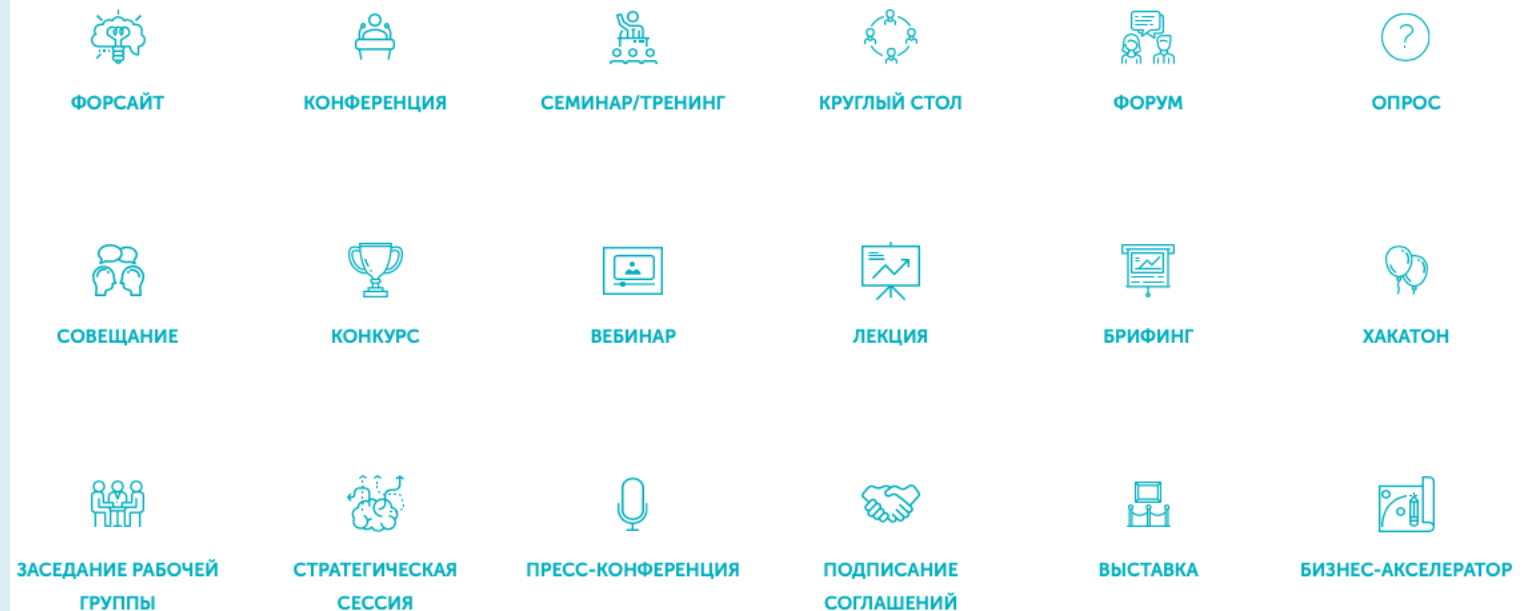 ФОРСАЙТ
КОНФЕРЕНЦИЯ
СЕМИНАР/ТРЕНИНГ
КРУГЛЫЙ СТОЛ
ФОРУМ
ОПРОС
СОВЕЩАНИЕ
КОНКУРС
ВЕБИНАР
ЛЕКЦИЯ
БРИФИНГ
ХАКАТОН
ЗАСЕДАНИЕ РАБОЧЕЙ
ГРУППЫ
СТРАТЕГИЧЕСКАЯ
СЕССИЯ
ПРЕСС-КОНФЕРЕНЦИЯ
ПОДПИСАНИЕ
СОГЛАШЕНИЙ
ВЫСТАВКА
БИЗНЕС-АКСЕЛЕРАТОР